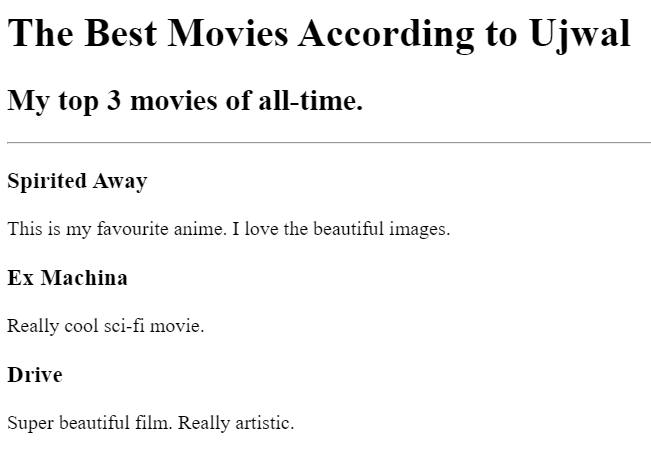 The Best Movies According to Ujwal
My top 3 movies of all-time.
Spirited Away
This is my favourite anime. I love the beautiful images.
Ex Machina
Really cool sci-fi movie.
Drive
Super beautiful film. Really artistic.